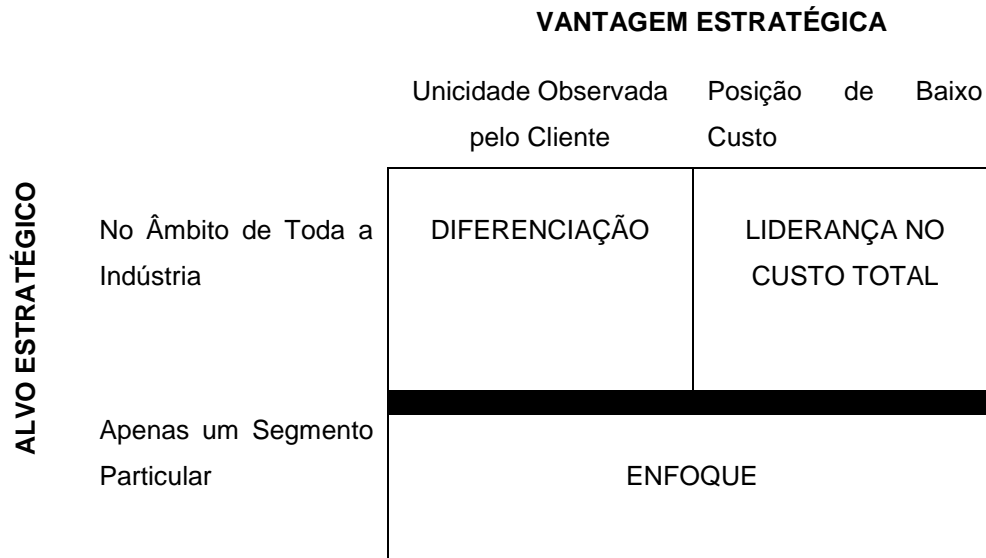 VANTAGEM ESTRATÉGICA
Unicidade Observada
pelo Cliente
Posição de Baixo
Custo
ALVO ESTRATÉGICO
No Âmbito de Toda a
Indústria
DIFERENCIAÇÃO
LIDERANÇA NO
CUSTO TOTAL
Apenas um Segmento
Particular
ENFOQUE